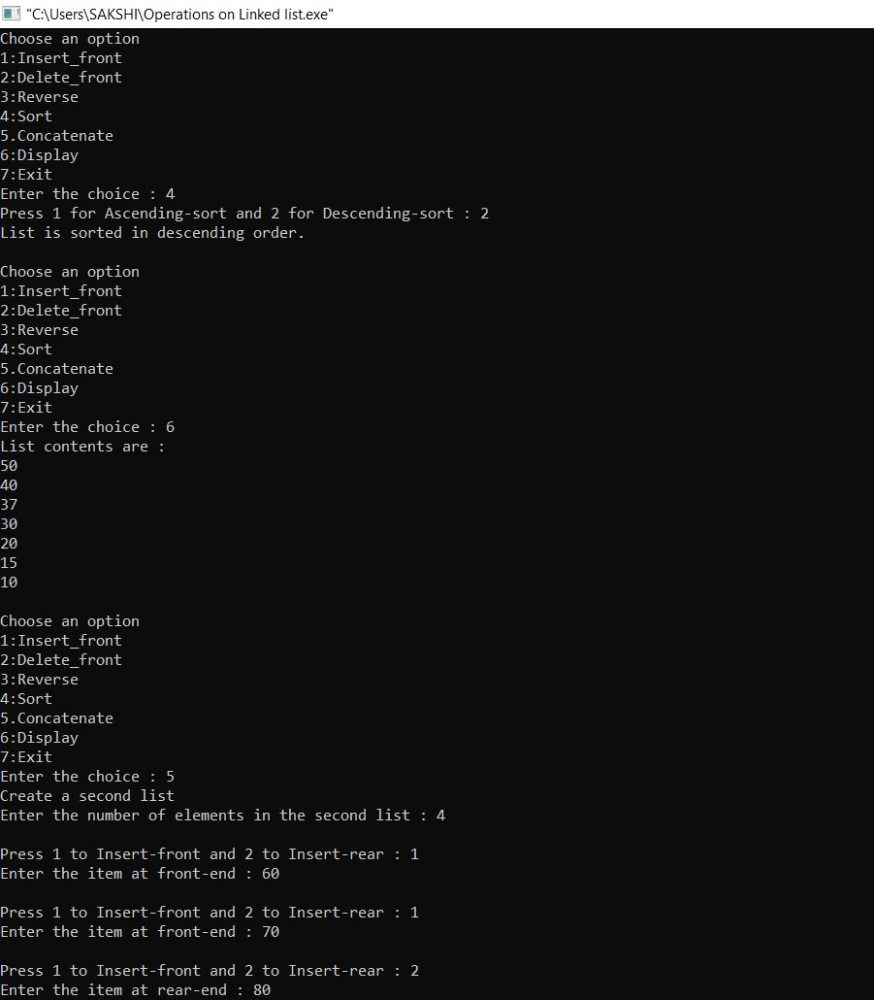 "C:\Users\SAKSHI\Operations on Linked list.exe"
Choose an option
1:Insert_front
2:Delete_front
3:Reverse
4:Sort
5.Concatenate
6:Display
7:Exit
Enter the choice : 4
Press 1 for Ascending-sort and 2 for Descending-sort : 2
List is sorted in descending order.
Choose an option
1:Insert_front
2:Delete_front
3:Reverse
4:Sort
5.Concatenate
6:Display
7:Exit
Enter the choice : 6
List contents are :
50
40
37
30
20
15
10
Choose an option
1:Insert_front
2:Delete_front
3:Reverse
4:Sort
5.Concatenate
6:Display
7:Exit
Enter the choice : 5
Create a second list
Enter the number of elements in the second list : 4
Press 1 to Insert-front and 2 to Insert-rear : 1
Enter the item at front-end : 60
Press 1 to Insert-front and 2 to Insert-rear : 1
Enter the item at front-end : 70
Press 1 to Insert-front and 2 to Insert-rear : 2
Enter the item at rear-end : 80